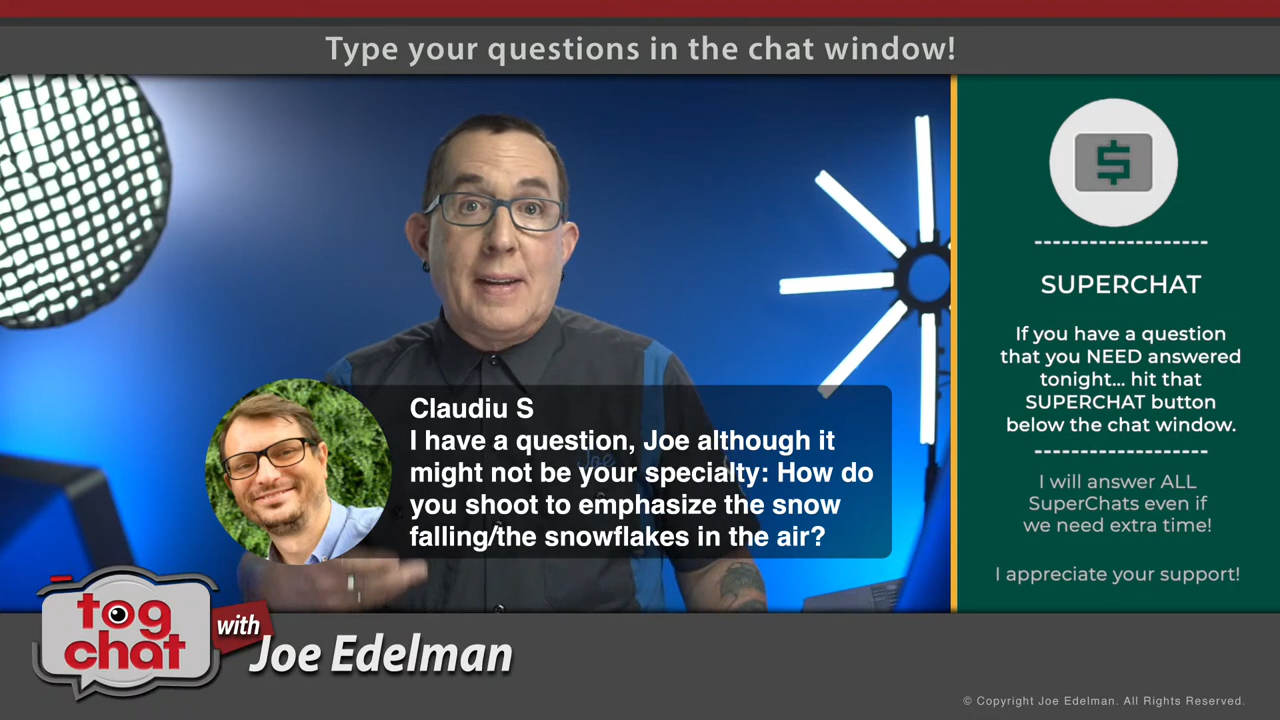 Type your questions in the chat window!
SUPERCHAT
If you have a question
that you NEED answered
tonight... hit that
SUPERCHAT button
below the chat window.
I will answer ALL
SuperChats even if
we need extra time!
I appreciate your support!
Claudiu S
I have a question, Joe although it
might not be your specialty: How do
you shoot to emphasize the snow
falling/the snowflakes in the air?
Joe
tog
chat
with
Joe Edelman
© Copyright Joe Edelman. All Rights Reserved.